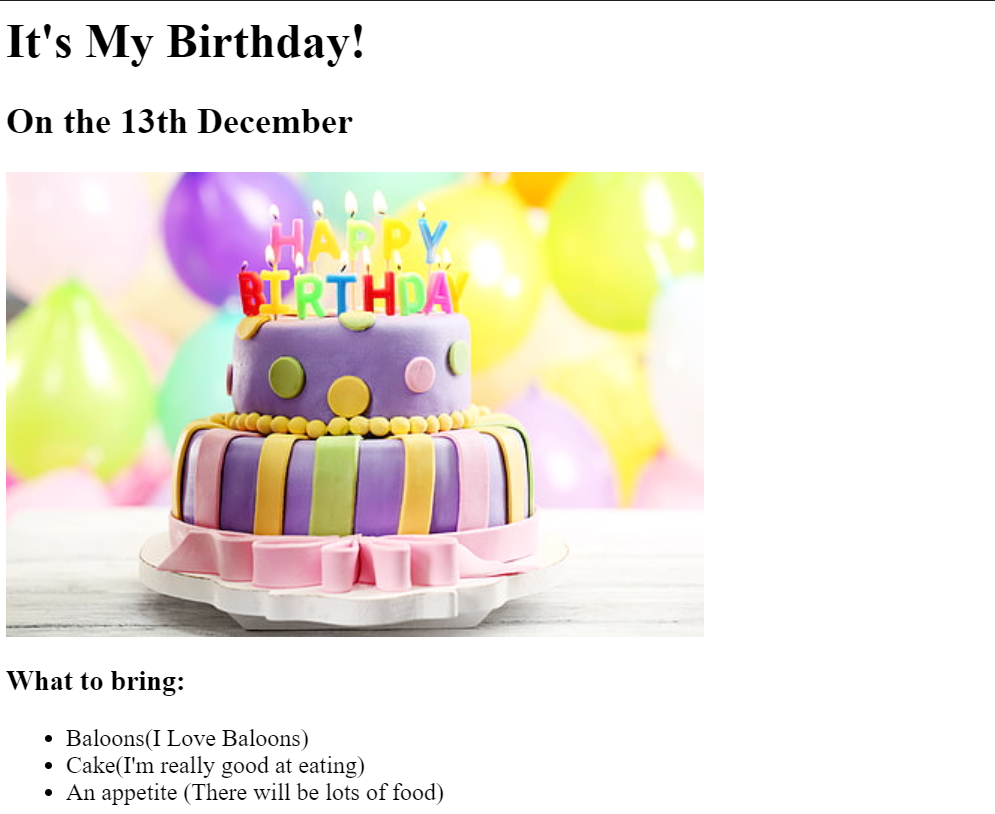 It's My Birthday!
On the 13th December
HAPPY
BIRTHDAY
What to bring:
Baloons(I Love Baloons)
Cake(I'm really good at eating)
An appetite (There will be lots of food)